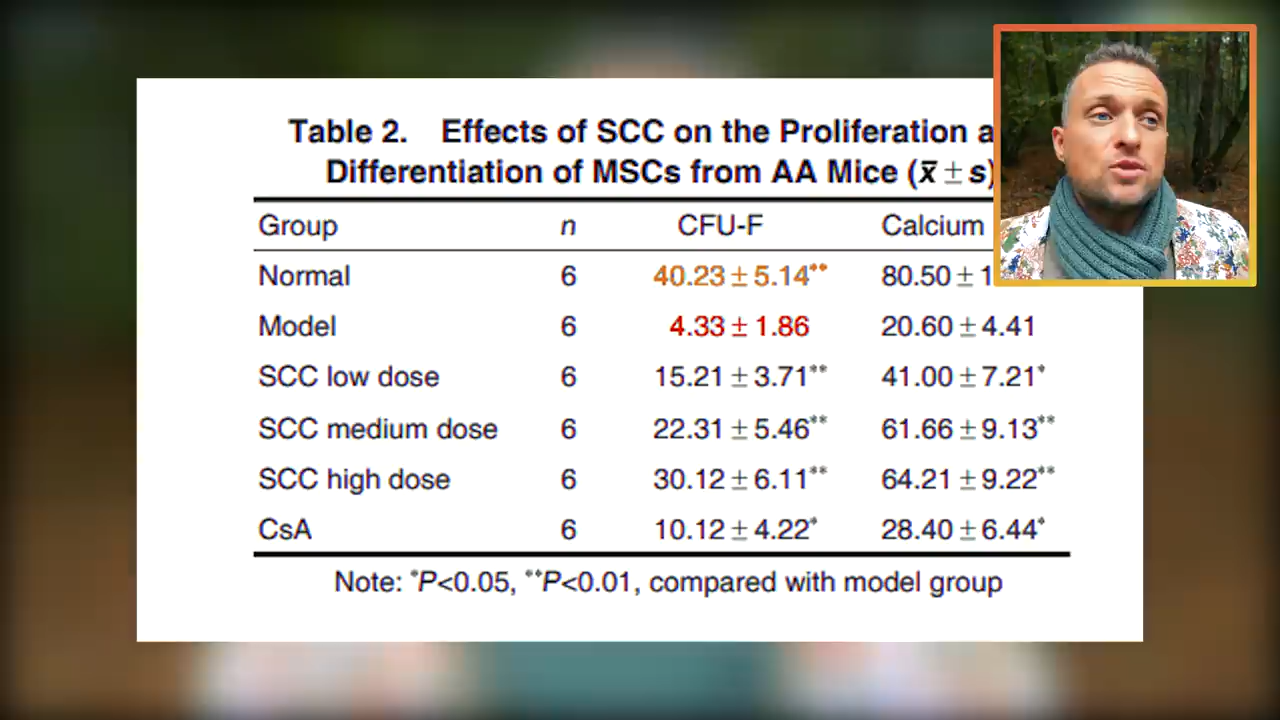 Table 2. Effects of SCC on the Proliferation a
Differentiation of MSCs from AA Mice (x̄ ± s)
Group n CFU-F Calcium
Normal 6 40.23 ± 5.14** 80.50 ± 1
Model 6 4.33 ± 1.86 20.60 ± 4.41
SCC low dose 6 15.21 ± 3.71** 41.00 ± 7.21*
SCC medium dose 6 22.31 ± 5.46** 61.66 ± 9.13**
SCC high dose 6 30.12 ± 6.11** 64.21 ± 9.22**
CsA 6 10.12 ± 4.22* 28.40 ± 6.44*
Note: *P<0.05, **P<0.01, compared with model group